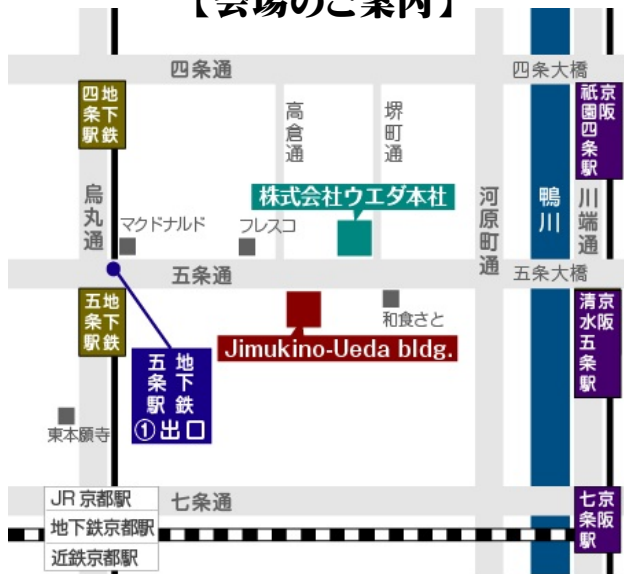 【会場のご案内】
四条通
四条大橋
地下鉄
四条駅
京阪
祇園四条駅
高倉通
堺町通
烏丸通
株式会社ウエダ本社
河原町通
鴨川
川端通
マクドナルド
フレスコ
五条通
五条大橋
地下鉄
五条駅
Jimukino-Ueda bldg.
和食さと
京阪
清水五条駅
地下鉄
五条駅
①出口
東本願寺
JR 京都駅
地下鉄京都駅
近鉄京都駅
七条通
京阪
七条駅